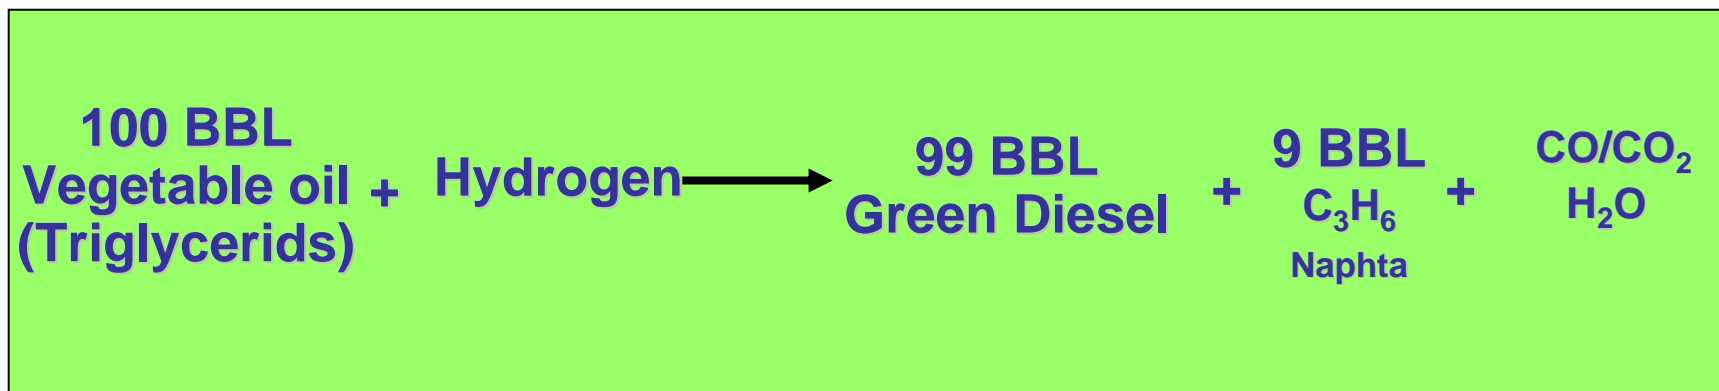 100 BBL
Vegetable oil
(Triglycerids)
+
Hydrogen
99 BBL
Green Diesel
+
9 BBL
C₃H₆
Naphta
+
CO/CO₂
H₂O